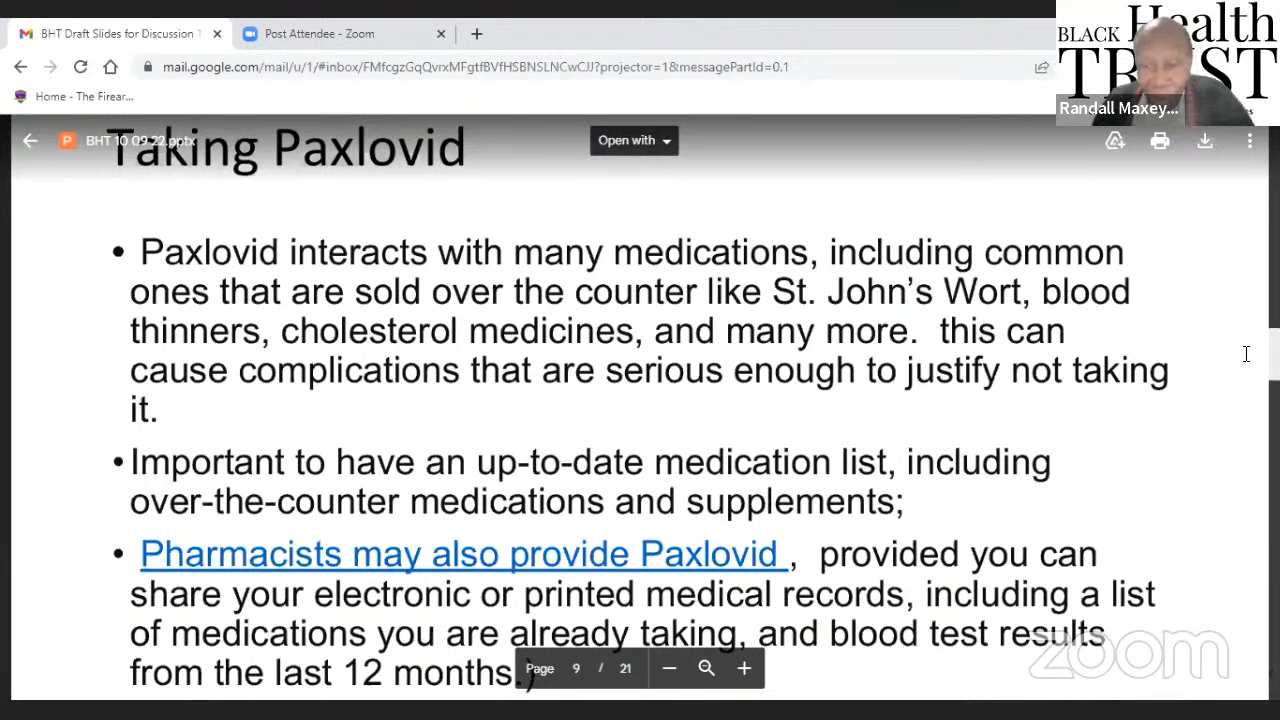 BHT Draft Slides for Discussion
Post Attendee - Zoom
mail.google.com/mail/u/1/#inbox/FMfcgzGqQvrxMFgtfBVfHSBNSLNCwCJJ?projector=1&messagePartId=0.1
Home - The Firear...
BLACK Health
TRUST
Randall Maxey...
BHT 10 09 22.pptx
Open with
Taking Paxlovid
• Paxlovid interacts with many medications, including common
ones that are sold over the counter like St. John’s Wort, blood
thinners, cholesterol medicines, and many more.  this can
cause complications that are serious enough to justify not taking
it.
•Important to have an up-to-date medication list, including
over-the-counter medications and supplements;
• Pharmacists may also provide Paxlovid ,  provided you can
share your electronic or printed medical records, including a list
of medications you are already taking, and blood test results
from the last 12 months.)
Page 9 / 21
zoom